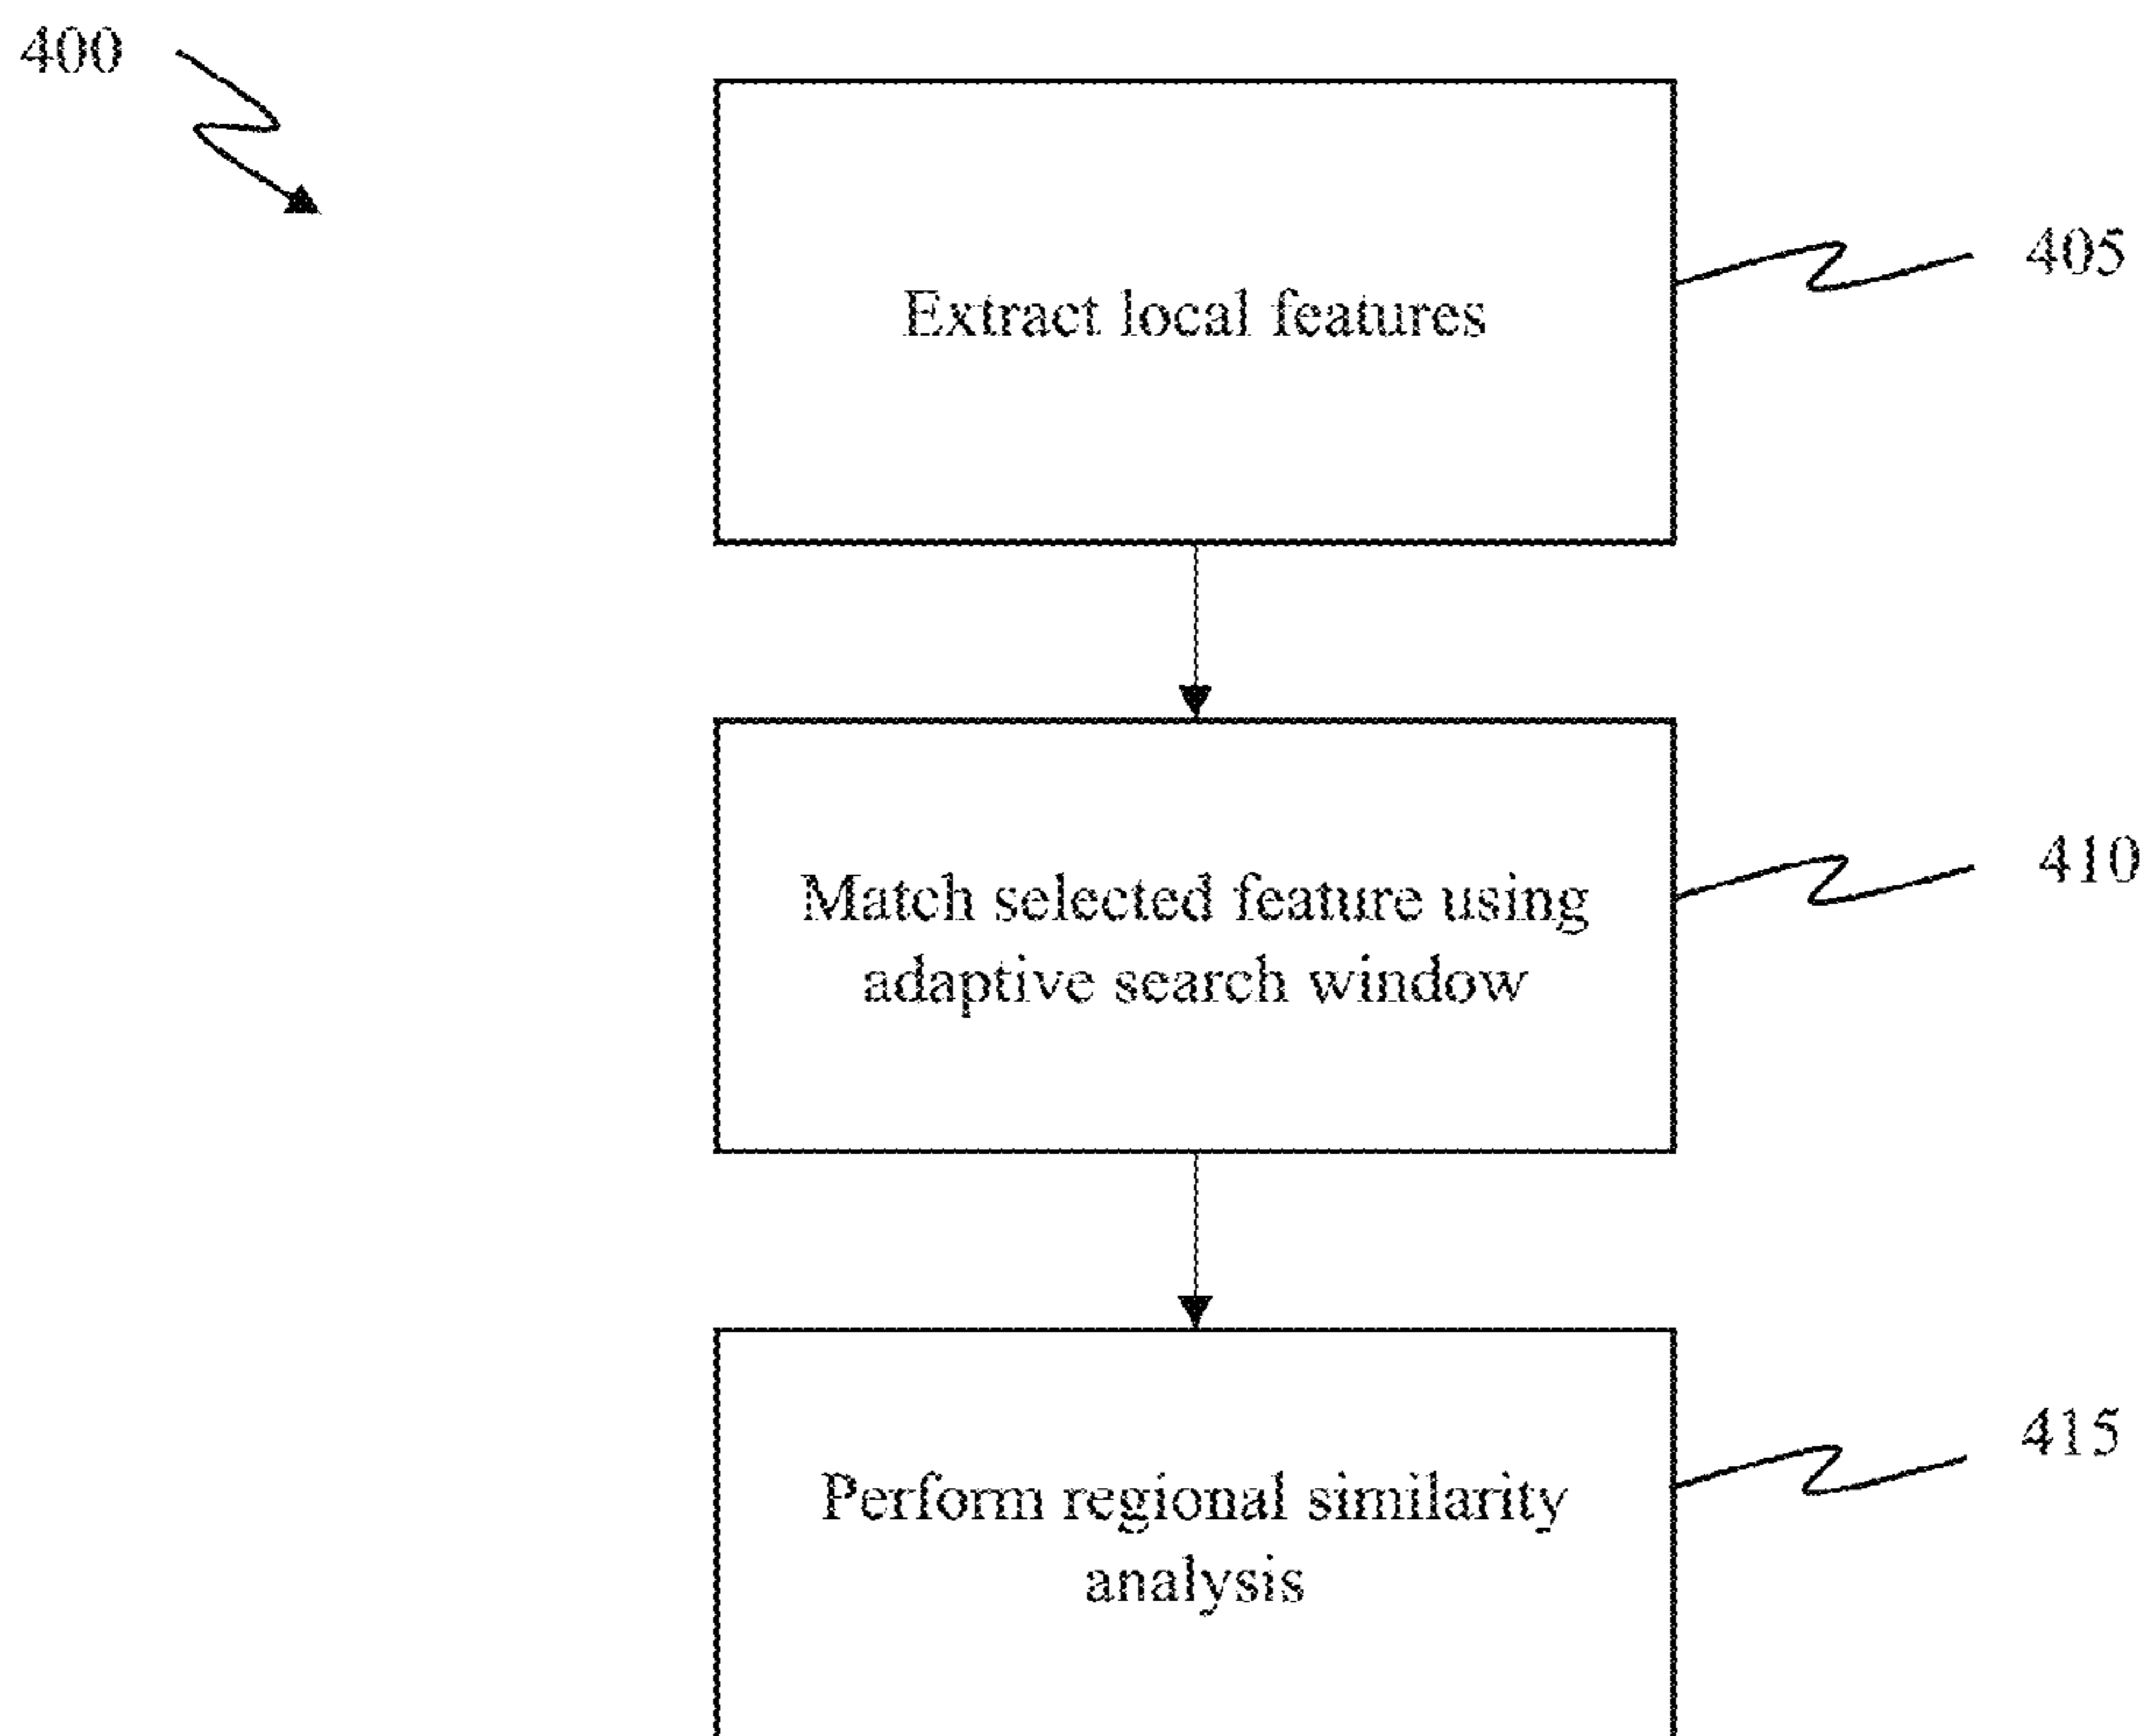 400
Extract local features
405
Match selected feature using
adaptive search window
410
Perform regional similarity
analysis
415